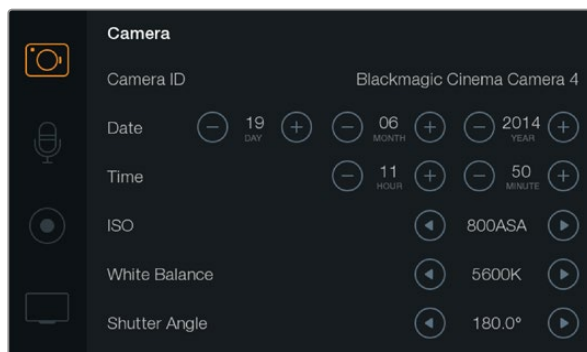 Camera
Camera ID Blackmagic Cinema Camera 4
Date 19 DAY 06 MONTH 2014 YEAR
Time 11 HOUR 50 MINUTE
ISO 800ASA
White Balance 5600K
Shutter Angle 180.0°